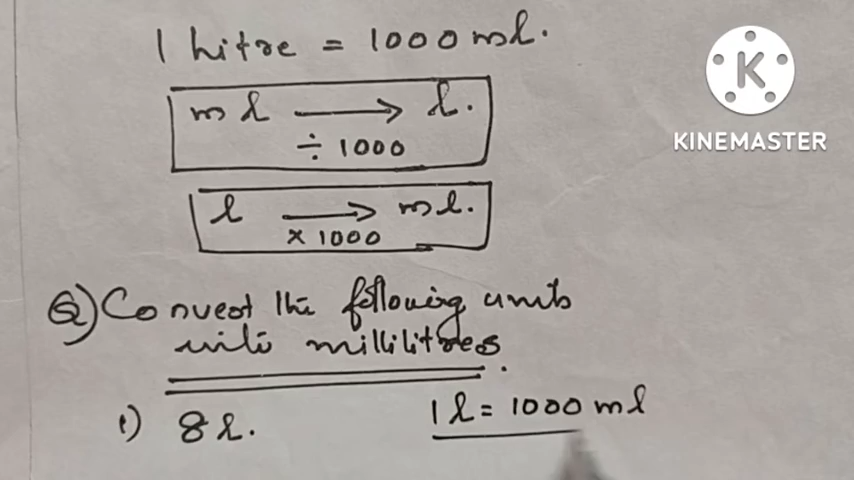 1 Litre = 1000 ml.
ml → l.
÷ 1000
l → ml.
× 1000
Q) Convert the following units
into millilitres.
1) 8 l.
1 l = 1000 ml
K
KINEMASTER